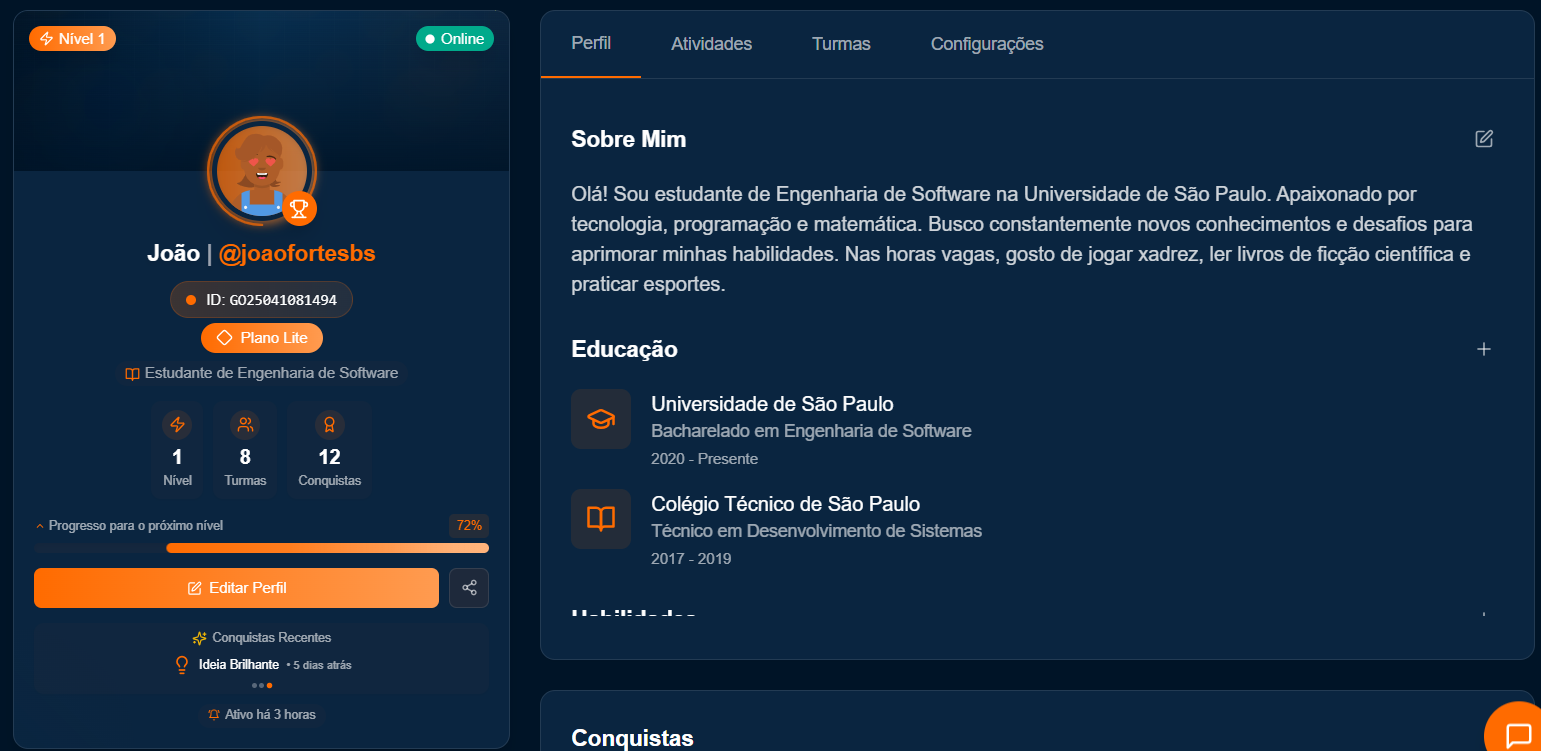 Nível 1
Online
João | @joaofortesbs
ID: GO25041081494
Plano Lite
Estudante de Engenharia de Software
1
Nível
8
Turmas
12
Conquistas
Progresso para o próximo nível
72%
Editar Perfil
Conquistas Recentes
Ideia Brilhante • 5 dias atrás
Ativo há 3 horas
Perfil
Atividades
Turmas
Configurações
Sobre Mim
Olá! Sou estudante de Engenharia de Software na Universidade de São Paulo. Apaixonado por
tecnologia, programação e matemática. Busco constantemente novos conhecimentos e desafios para
aprimorar minhas habilidades. Nas horas vagas, gosto de jogar xadrez, ler livros de ficção científica e
praticar esportes.
Educação
Universidade de São Paulo
Bacharelado em Engenharia de Software
2020 - Presente
Colégio Técnico de São Paulo
Técnico em Desenvolvimento de Sistemas
2017 - 2019
Habilidades
Conquistas